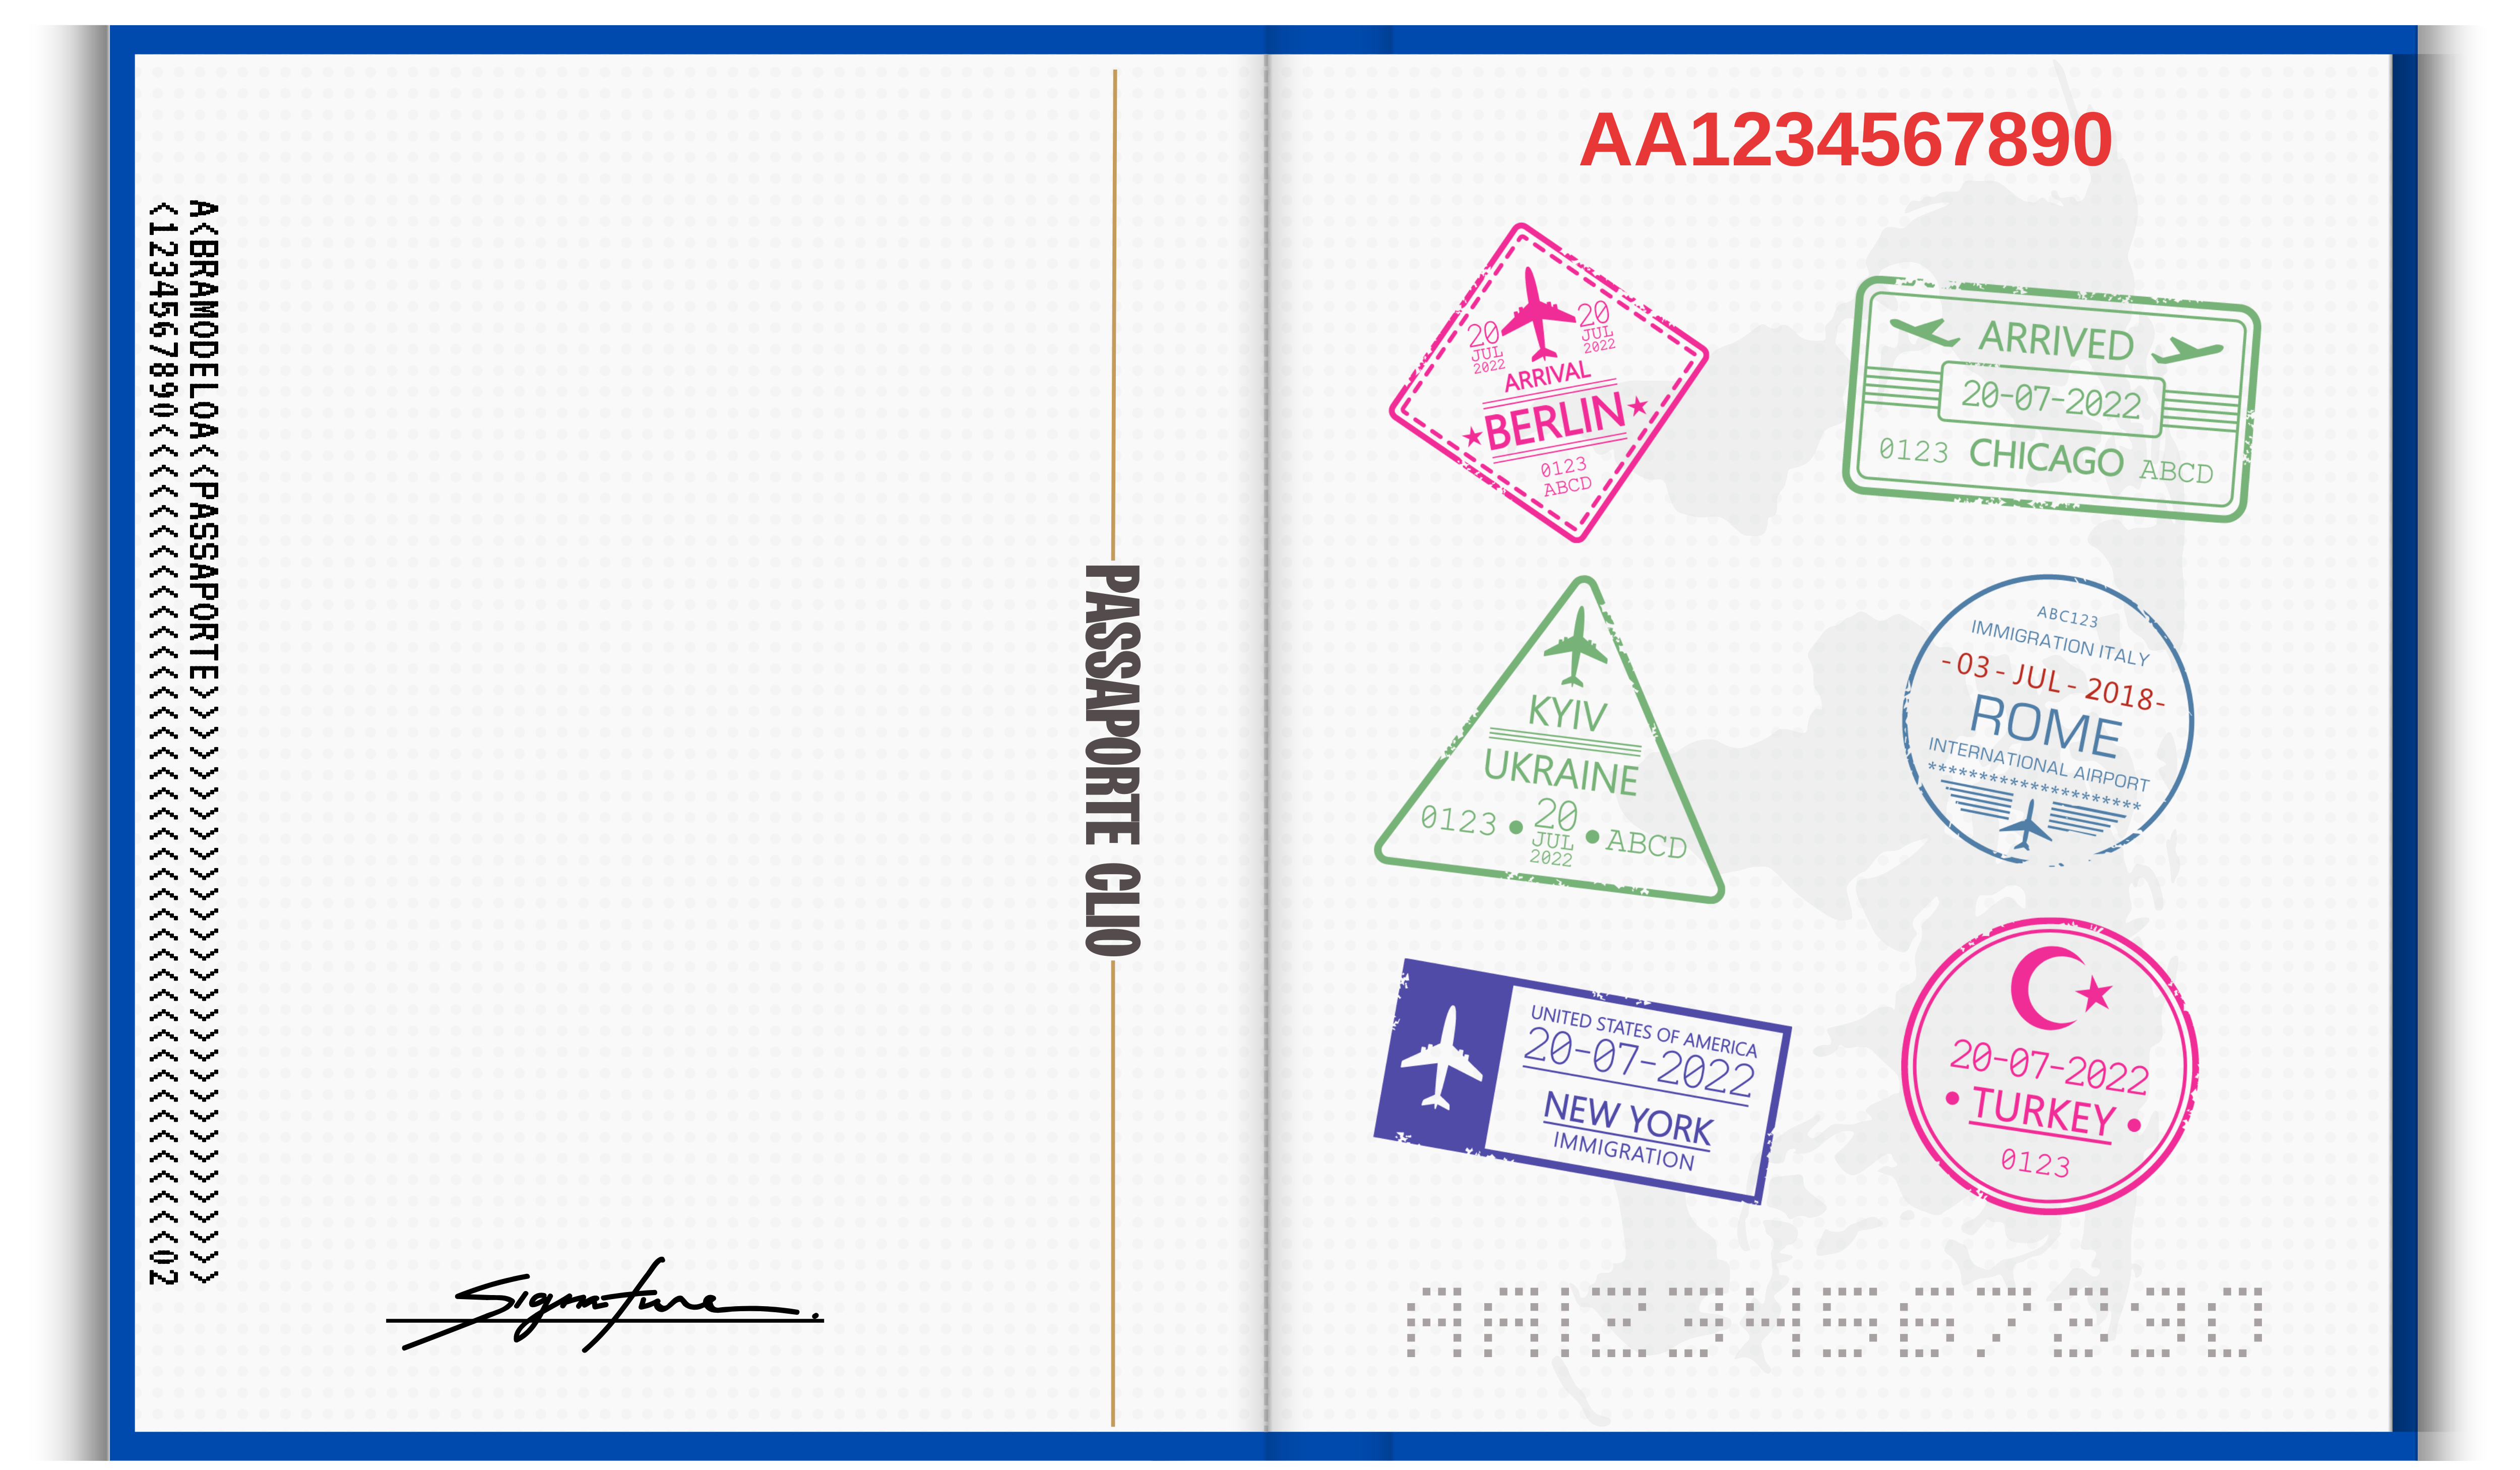 A<BRAMODELOA<<PASSAPORTE>>>>>>>>>>>>>>>>>>>>>>>>>>>>>>
<1234567890<<<<<<<<<<<<<<<<<<<<<<<<<<<<<<<<<<<<<<<<<02
PASSAPORTE CLIO
Signature
AA1234567890
20 JUL 2022
20 JUL 2022
ARRIVAL
BERLIN
0123
ABCD
ARRIVED
20-07-2022
0123 CHICAGO ABCD
KYIV
UKRAINE
0123 • 20 JUL 2022 • ABCD
ABC123
IMMIGRATION ITALY
-03-JUL-2018-
ROME
INTERNATIONAL AIRPORT
*********************
UNITED STATES OF AMERICA
20-07-2022
NEW YORK
IMMIGRATION
20-07-2022
• TURKEY •
0123
AA1234567890